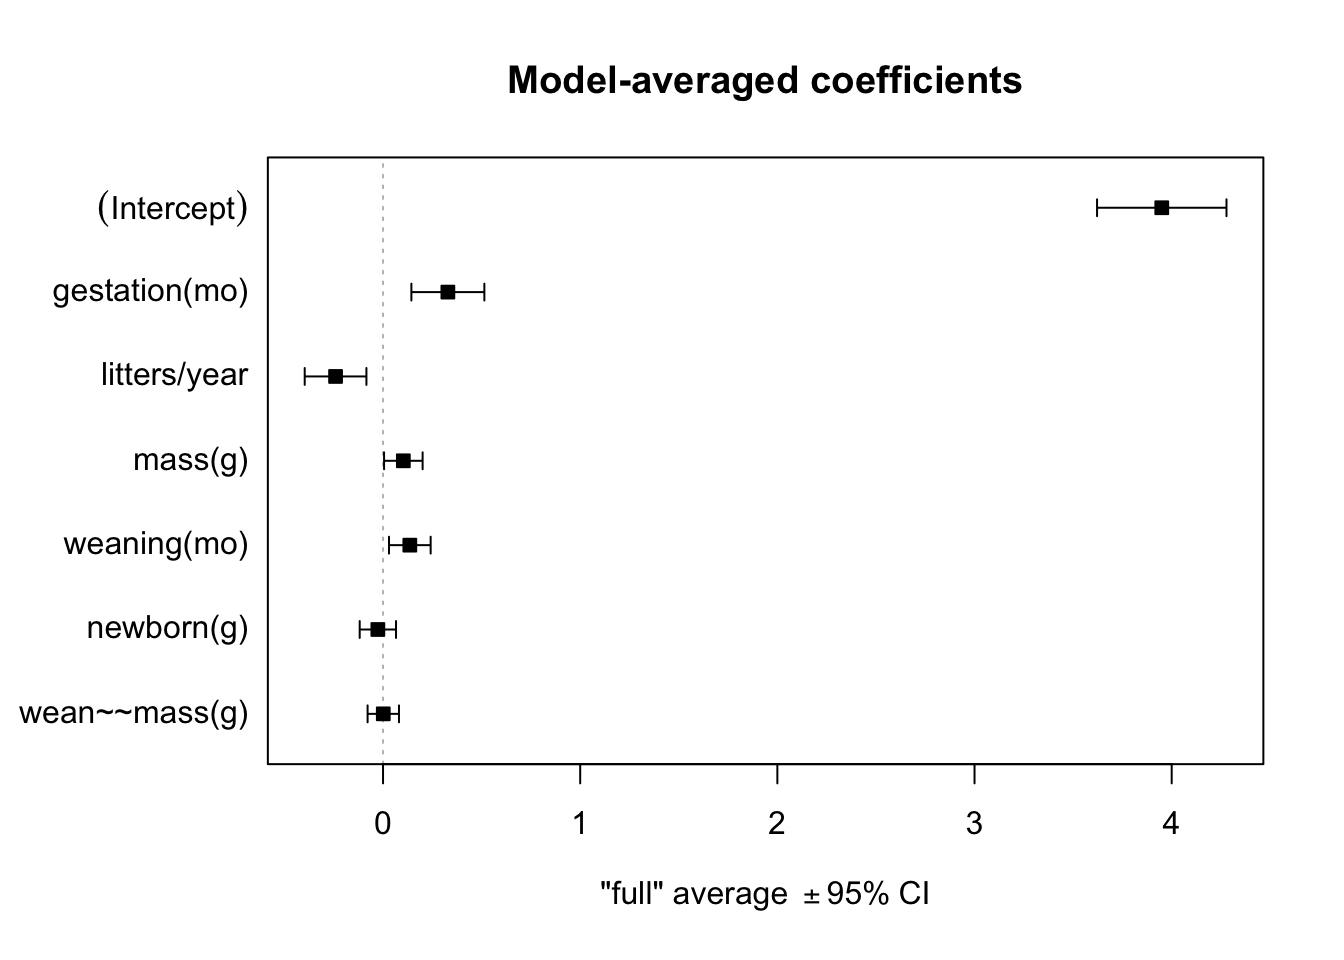 Model-averaged coefficients
(Intercept)
gestation(mo)
litters/year
mass(g)
weaning(mo)
newborn(g)
wean~~mass(g)
0 1 2 3 4
"full" average ± 95% CI